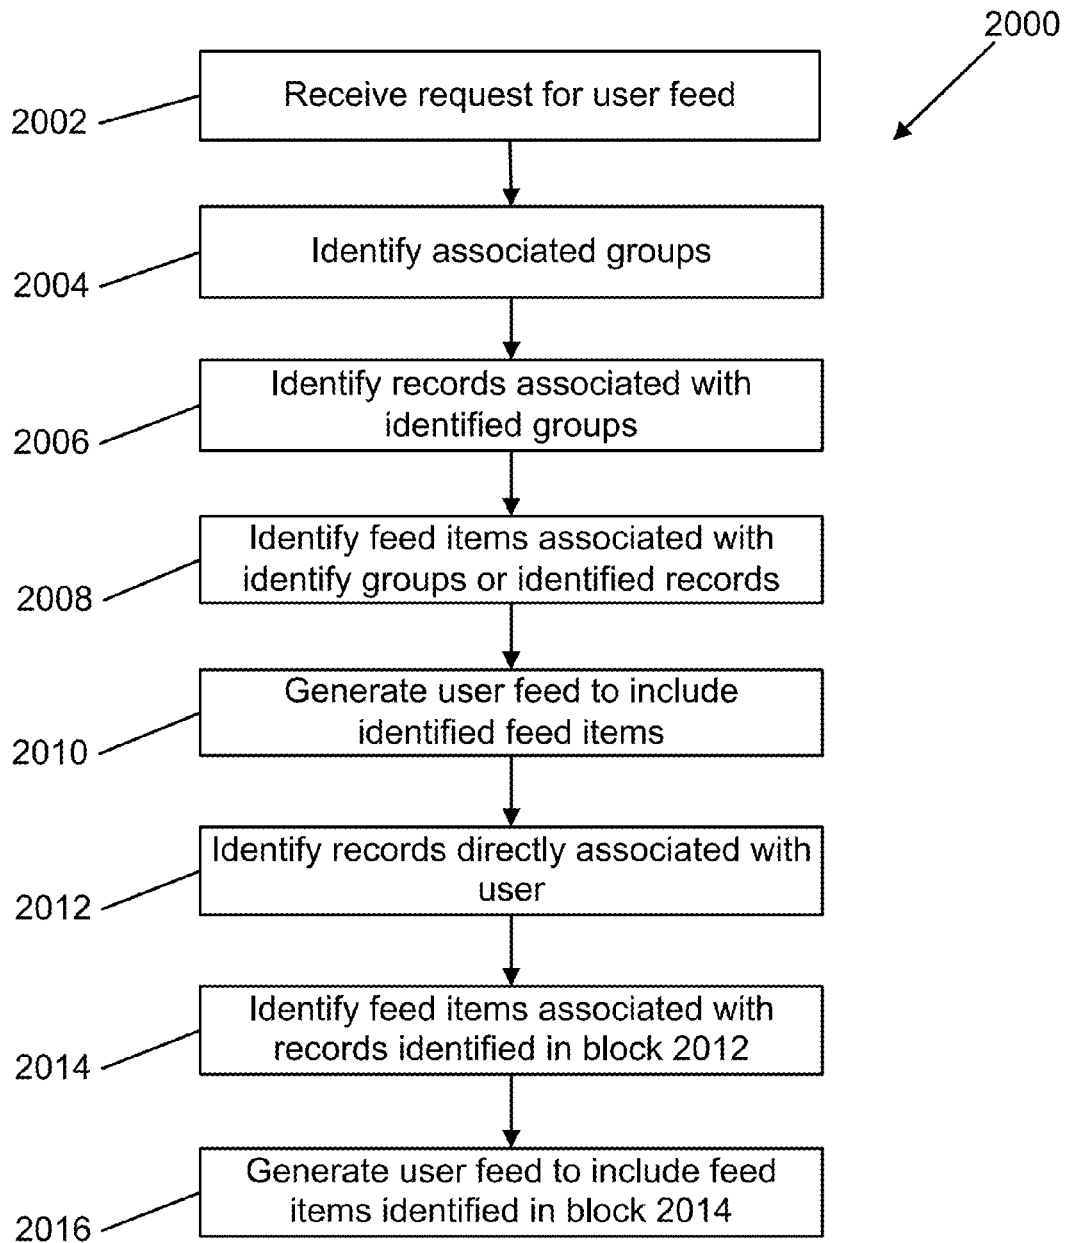 2000
Receive request for user feed
2002
Identify associated groups
2004
Identify records associated with
identified groups
2006
Identify feed items associated with
identify groups or identified records
2008
Generate user feed to include
identified feed items
2010
Identify records directly associated with
user
2012
Identify feed items associated with
records identified in block 2012
2014
Generate user feed to include feed
items identified in block 2014
2016